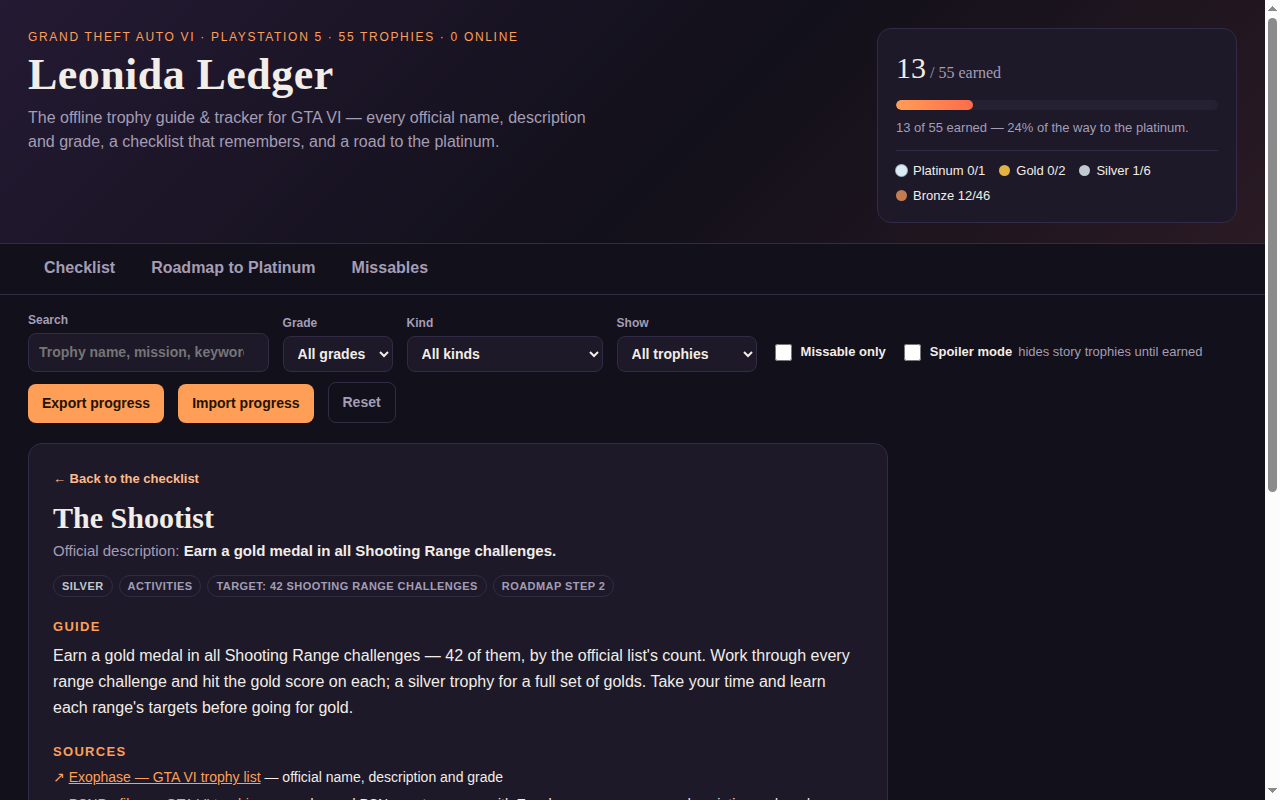 GRAND THEFT AUTO VI · PLAYSTATION 5 · 55 TROPHIES · 0 ONLINE
Leonida Ledger
The offline trophy guide & tracker for GTA VI — every official name, description
and grade, a checklist that remembers, and a road to the platinum.
13 / 55 earned
13 of 55 earned — 24% of the way to the platinum.
Platinum 0/1 Gold 0/2 Silver 1/6
Bronze 12/46
Checklist Roadmap to Platinum Missables
Search Grade Kind Show
Trophy name, mission, keywor All grades All kinds All trophies Missable only Spoiler mode hides story trophies until earned
Export progress Import progress Reset
← Back to the checklist
The Shootist
Official description: Earn a gold medal in all Shooting Range challenges.
SILVER ACTIVITIES TARGET: 42 SHOOTING RANGE CHALLENGES ROADMAP STEP 2
GUIDE
Earn a gold medal in all Shooting Range challenges — 42 of them, by the official list's count. Work through every
range challenge and hit the gold score on each; a silver trophy for a full set of golds. Take your time and learn
each range's targets before going for gold.
SOURCES
↗ Exophase — GTA VI trophy list — official name, description and grade